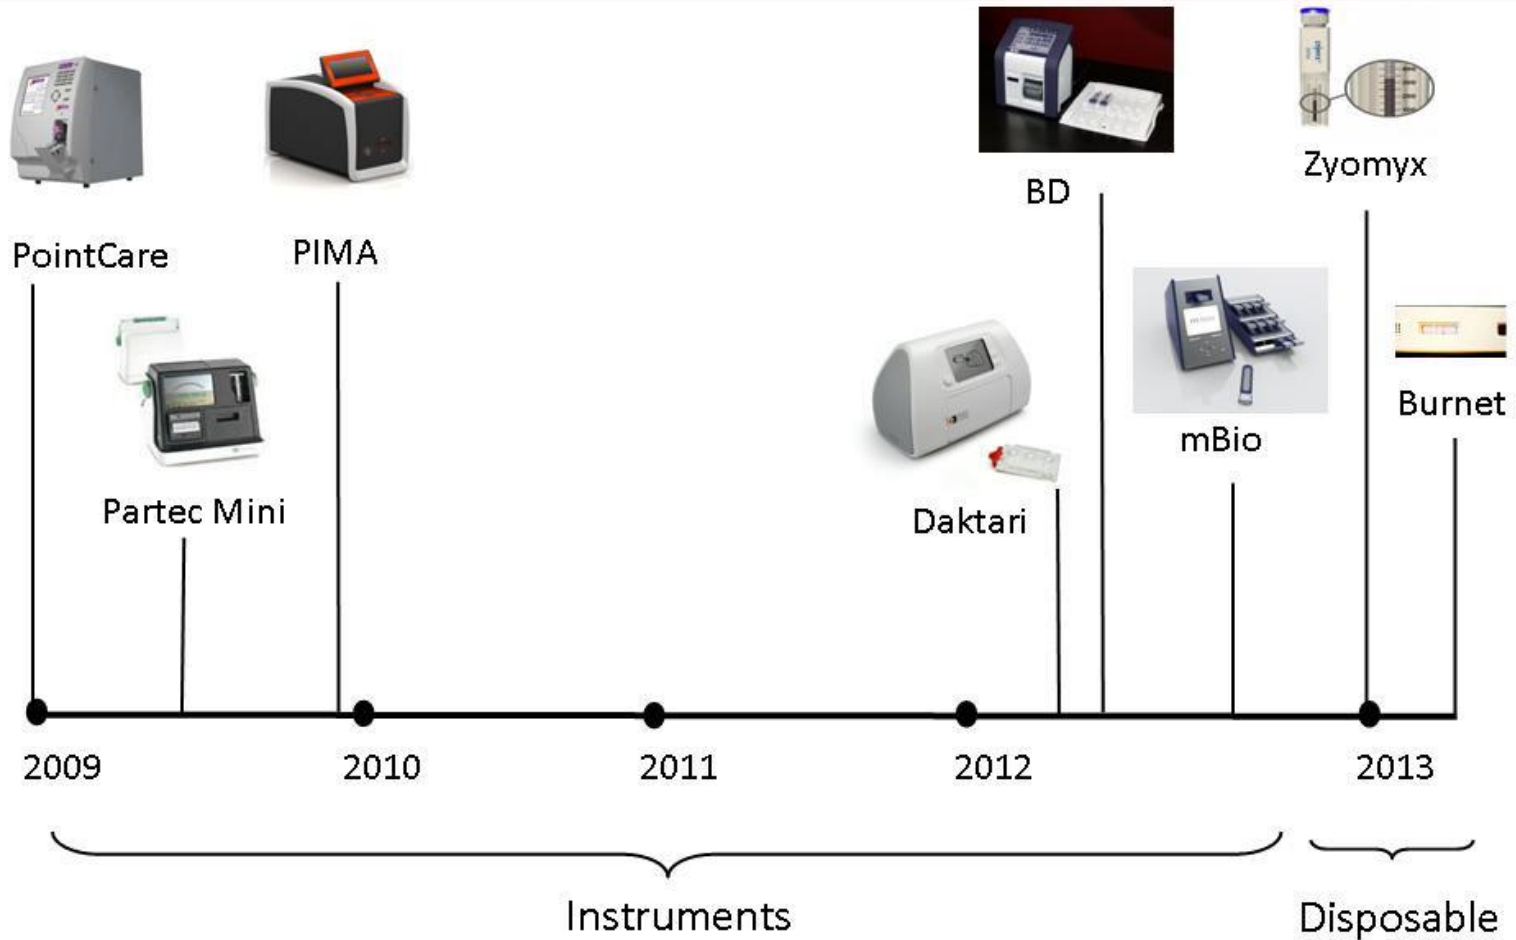 PointCare
PIMA
BD
Zyomyx
Partec Mini
Daktari
mBio
Burnet
2009
2010
2011
2012
2013
Instruments
Disposable